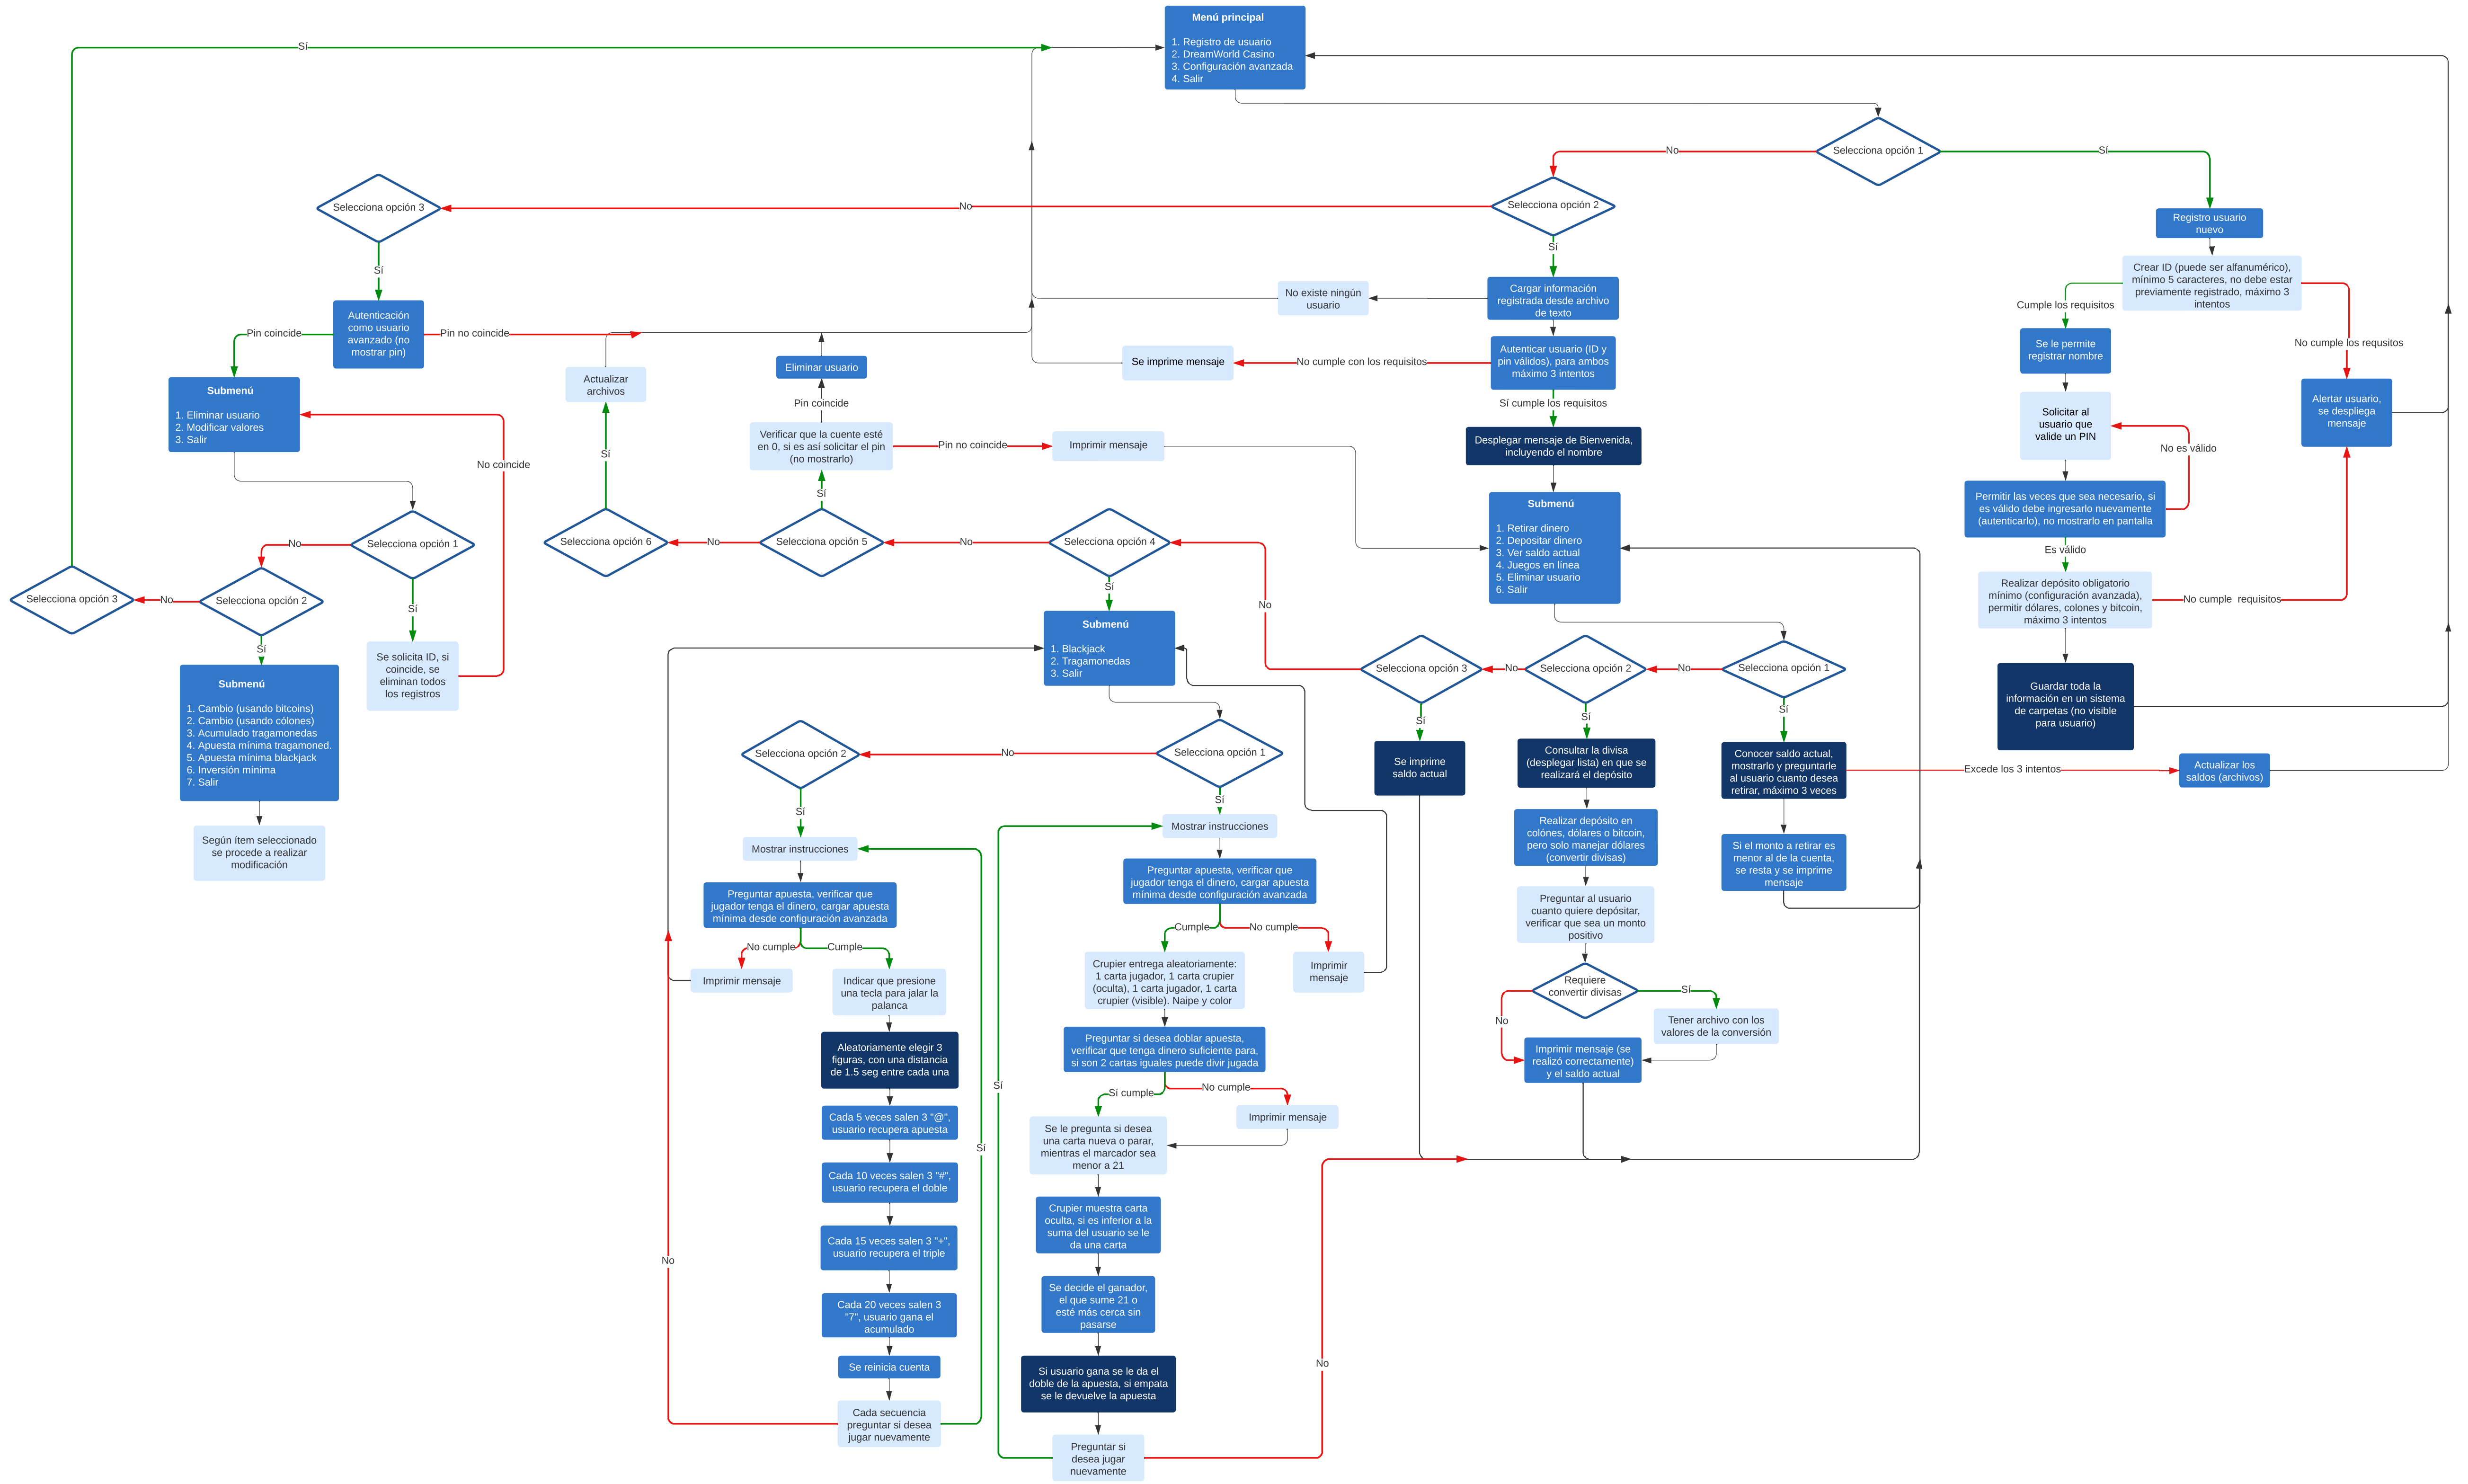 Menú principal
1. Registro de usuario
2. DreamWorld Casino
3. Configuración avanzada
4. Salir
Sí
Selecciona opción 1
No
Sí
Selecciona opción 2
No
Sí
Selecciona opción 3
Sí
Registro usuario
nuevo
Crear ID (puede ser alfanumérico),
mínimo 5 caracteres, no debe estar
previamente registrado, máximo 3
intentos
Cumple los requisitos
No cumple los requsitos
Se le permite
registrar nombre
Alertar usuario,
se despliega
mensaje
Solicitar al
usuario que
valide un PIN
No es válido
Permitir las veces que sea necesario, si
es válido debe ingresarlo nuevamente
(autenticarlo), no mostrarlo en pantalla
Es válido
Realizar depósito obligatorio
mínimo (configuración avanzada),
permitir dólares, colones y bitcoin,
máximo 3 intentos
No cumple  requisitos
Guardar toda la
información en un sistema
de carpetas (no visible
para usuario)
Cargar información
registrada desde archivo
de texto
No existe ningún
usuario
Autenticar usuario (ID y
pin válidos), para ambos
máximo 3 intentos
No cumple con los requisitos
Se imprime mensaje
Sí cumple los requisitos
Desplegar mensaje de Bienvenida,
incluyendo el nombre
Submenú
1. Retirar dinero
2. Depositar dinero
3. Ver saldo actual
4. Juegos en línea
5. Eliminar usuario
6. Salir
Autenticación
como usuario
avanzado (no
mostrar pin)
Pin coincide
Pin no coincide
Submenú
1. Eliminar usuario
2. Modificar valores
3. Salir
No coincide
Selecciona opción 1
No
Sí
Selecciona opción 2
No
Sí
Selecciona opción 3
Se solicita ID, si
coincide, se
eliminan todos
los registros
Submenú
1. Cambio (usando bitcoins)
2. Cambio (usando cólones)
3. Acumulado tragamonedas
4. Apuesta mínima tragamoned.
5. Apuesta mínima blackjack
6. Inversión mínima
7. Salir
Según ítem seleccionado
se procede a realizar
modificación
Actualizar
archivos
Sí
Selecciona opción 6
No
Eliminar usuario
Pin coincide
Verificar que la cuente esté
en 0, si es así solicitar el pin
(no mostrarlo)
Pin no coincide
Imprimir mensaje
Sí
Selecciona opción 5
No
Selecciona opción 4
No
Sí
Selecciona opción 3
No
Sí
Selecciona opción 2
No
Sí
Selecciona opción 1
Sí
Se imprime
saldo actual
Consultar la divisa
(desplegar lista) en que se
realizará el depósito
Conocer saldo actual,
mostrarlo y preguntarle
al usuario cuanto desea
retirar, máximo 3 veces
Excede los 3 intentos
Actualizar los
saldos (archivos)
Realizar depósito en
colónes, dólares o bitcoin,
pero solo manejar dólares
(convertir divisas)
Si el monto a retirar es
menor al de la cuenta,
se resta y se imprime
mensaje
Preguntar al usuario
cuanto quiere depósitar,
verificar que sea un monto
positivo
Requiere
convertir divisas
Sí
No
Tener archivo con los
valores de la conversión
Imprimir mensaje (se
realizó correctamente)
y el saldo actual
Submenú
1. Blackjack
2. Tragamonedas
3. Salir
Selecciona opción 1
No
Sí
Selecciona opción 2
Sí
Mostrar instrucciones
Preguntar apuesta, verificar que
jugador tenga el dinero, cargar apuesta
mínima desde configuración avanzada
No cumple
Cumple
Imprimir mensaje
Indicar que presione
una tecla para jalar la
palanca
Aleatoriamente elegir 3
figuras, con una distancia
de 1.5 seg entre cada una
Cada 5 veces salen 3 "@",
usuario recupera apuesta
Cada 10 veces salen 3 "#",
usuario recupera el doble
Cada 15 veces salen 3 "+",
usuario recupera el triple
Cada 20 veces salen 3
"7", usuario gana el
acumulado
Se reinicia cuenta
Cada secuencia
preguntar si desea
jugar nuevamente
No
Sí
Mostrar instrucciones
Preguntar apuesta, verificar que
jugador tenga el dinero, cargar apuesta
mínima desde configuración avanzada
Cumple
No cumple
Imprimir
mensaje
Crupier entrega aleatoriamente:
1 carta jugador, 1 carta crupier
(oculta), 1 carta jugador, 1 carta
crupier (visible). Naipe y color
Preguntar si desea doblar apuesta,
verificar que tenga dinero suficiente para,
si son 2 cartas iguales puede divir jugada
Sí cumple
No cumple
Imprimir mensaje
Se le pregunta si desea
una carta nueva o parar,
mientras el marcador sea
menor a 21
Crupier muestra carta
oculta, si es inferior a la
suma del usuario se le
da una carta
Se decide el ganador,
el que sume 21 o
esté más cerca sin
pasarse
Si usuario gana se le da el
doble de la apuesta, si empata
se le devuelve la apuesta
Preguntar si
desea jugar
nuevamente
Sí
No